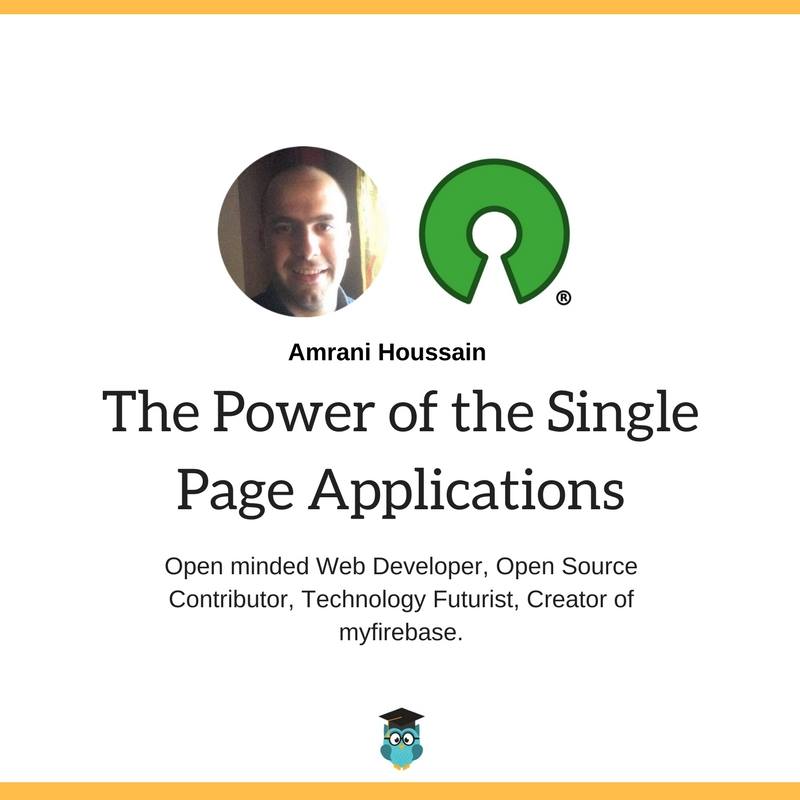 ®
Amrani Houssain
The Power of the Single
Page Applications
Open minded Web Developer, Open Source
Contributor, Technology Futurist, Creator of
myfirebase.